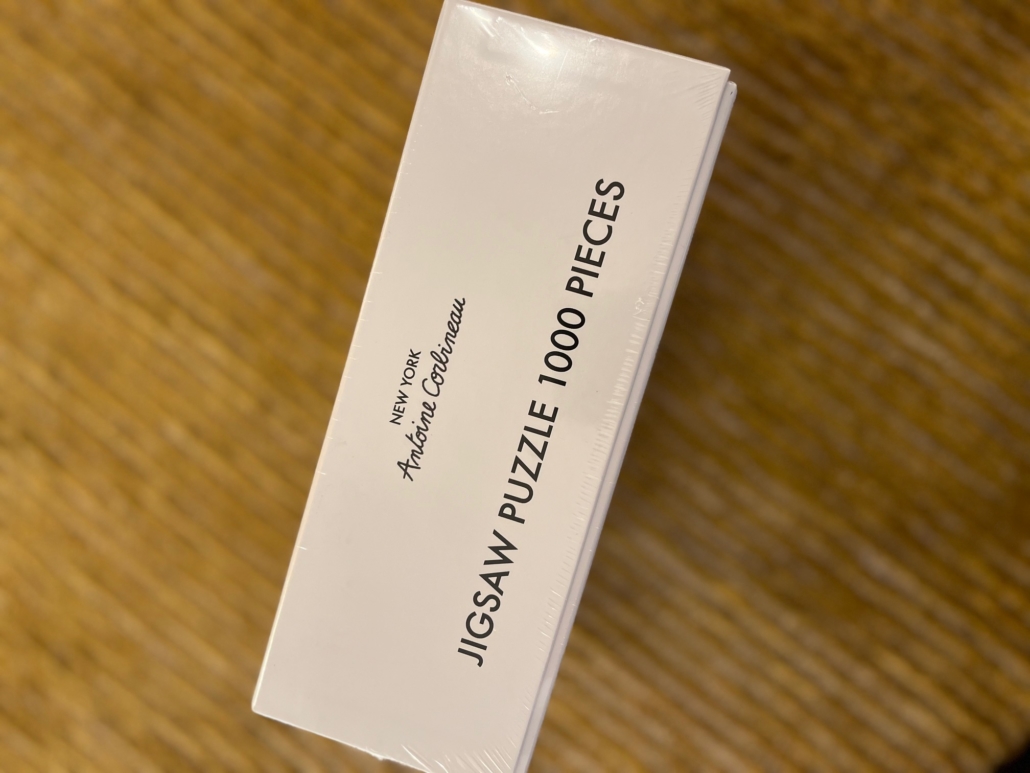 NEW YORK
Antoine Corbineau
JIGSAW PUZZLE 1000 PIECES